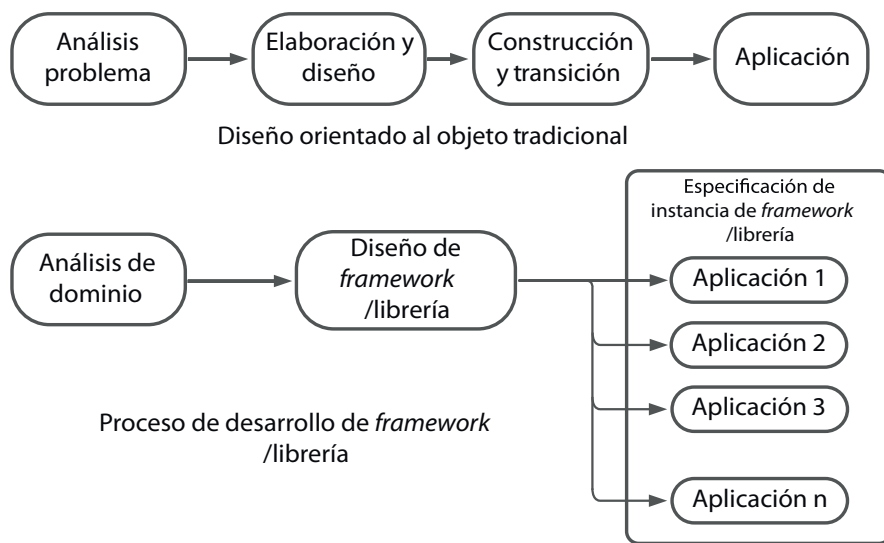 Análisis
problema
Elaboración y
diseño
Construcción
y transición
Aplicación
Diseño orientado al objeto tradicional
Análisis de
dominio
Diseño de
framework
/librería
Especificación de
instancia de framework
/librería
Aplicación 1
Aplicación 2
Aplicación 3
Aplicación n
Proceso de desarrollo de framework
/librería